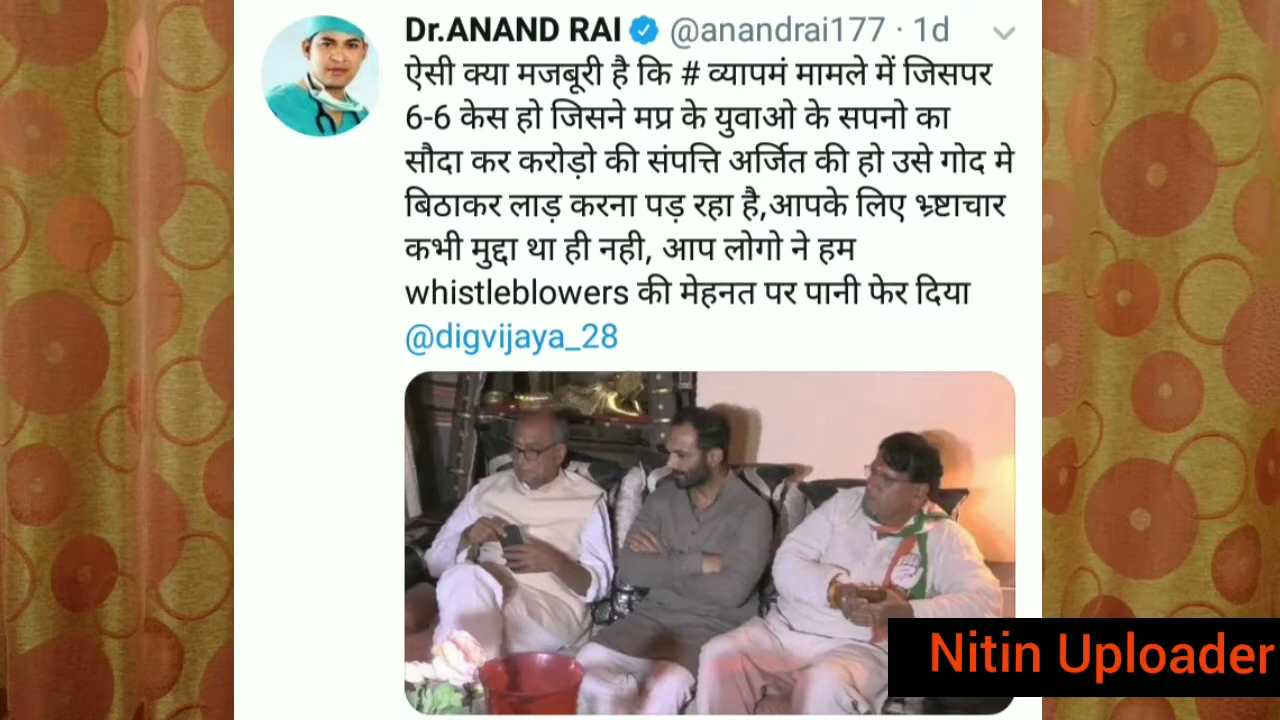 Dr.ANAND RAI @anandrai177 · 1d
ऐसी क्या मजबूरी है कि # व्यापमं मामले में जिसपर
6-6 केस हो जिसने मप्र के युवाओ के सपनो का
सौदा कर करोड़ो की संपत्ति अर्जित की हो उसे गोद मे
बिठाकर लाड़ करना पड़ रहा है,आपके लिए भ्र्ष्टाचार
कभी मुद्दा था ही नही, आप लोगो ने हम
whistleblowers की मेहनत पर पानी फेर दिया
@digvijaya_28
Nitin Uploader